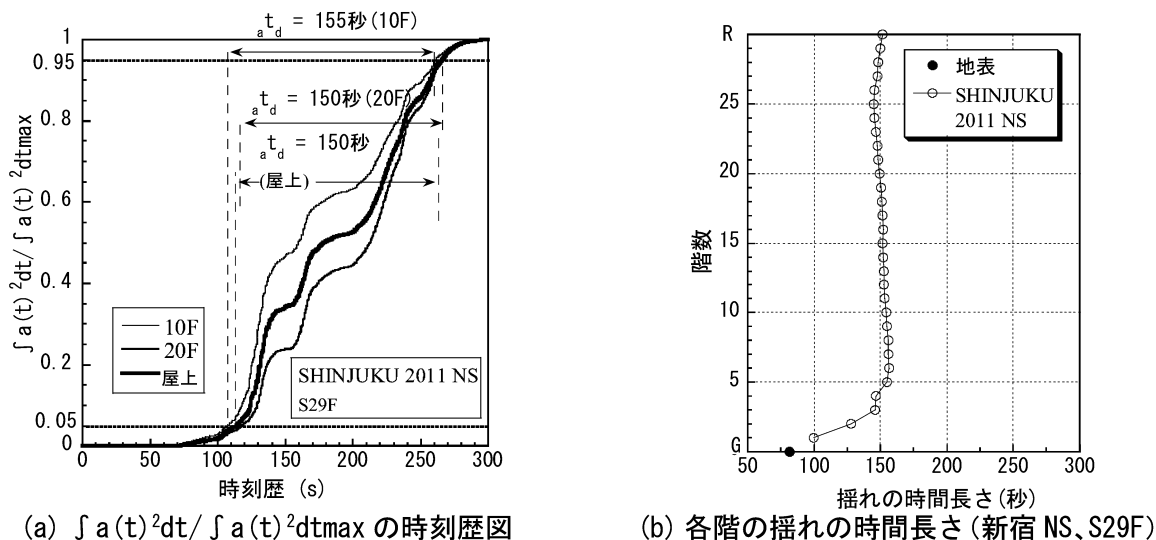 a t d = 155秒(10F)
1
0.95
a t d = 150秒(20F)
0.8
a t d = 150秒
(屋上)
0.6
0.4
0.2
0.05
0
∫a(t)²dt/∫a(t)²dtmax
10F
20F
屋上
SHINJUKU 2011 NS
S29F
0 50 100 150 200 250 300
時刻歴 (s)
(a) ∫a(t)²dt/∫a(t)²dtmax の時刻歴図
R
25
20
15
10
5
G
階数
地表
SHINJUKU
2011 NS
50 100 150 200 250 300
揺れの時間長さ(秒)
(b) 各階の揺れの時間長さ(新宿 NS、S29F)